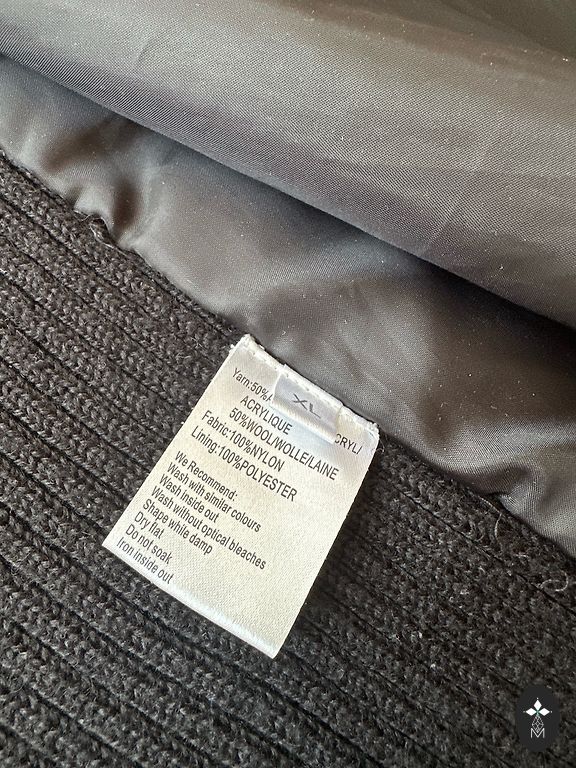 XL
Yarn:50%A CRYL/
ACRYLIQUE
50%WOOL/WOLLE/LAINE
Fabric:100%NYLON
Lining:100%POLYESTER
We Recommend:
Wash with similar colours
Wash inside out
Wash without optical bleaches
Shape while damp
Dry flat
Do not soak
Iron inside out
M